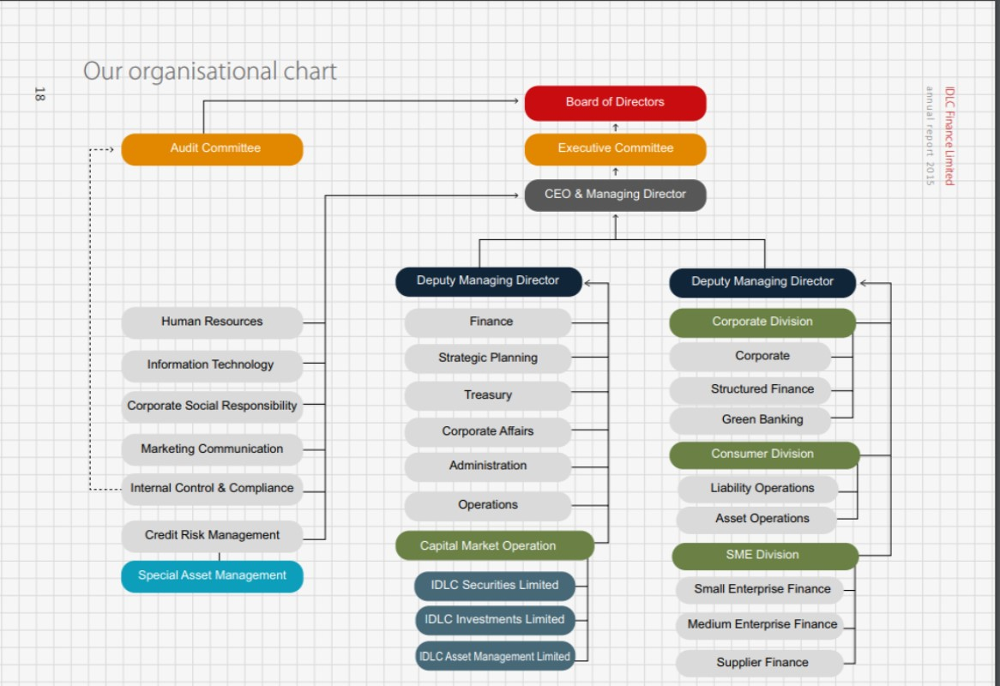 Our organisational chart
18
IDLC Finance Limited
annual report 2015
Board of Directors
Audit Committee
Executive Committee
CEO & Managing Director
Human Resources
Information Technology
Corporate Social Responsibility
Marketing Communication
Internal Control & Compliance
Credit Risk Management
Special Asset Management
Deputy Managing Director
Finance
Strategic Planning
Treasury
Corporate Affairs
Administration
Operations
Capital Market Operation
IDLC Securities Limited
IDLC Investments Limited
IDLC Asset Management Limited
Deputy Managing Director
Corporate Division
Corporate
Structured Finance
Green Banking
Consumer Division
Liability Operations
Asset Operations
SME Division
Small Enterprise Finance
Medium Enterprise Finance
Supplier Finance